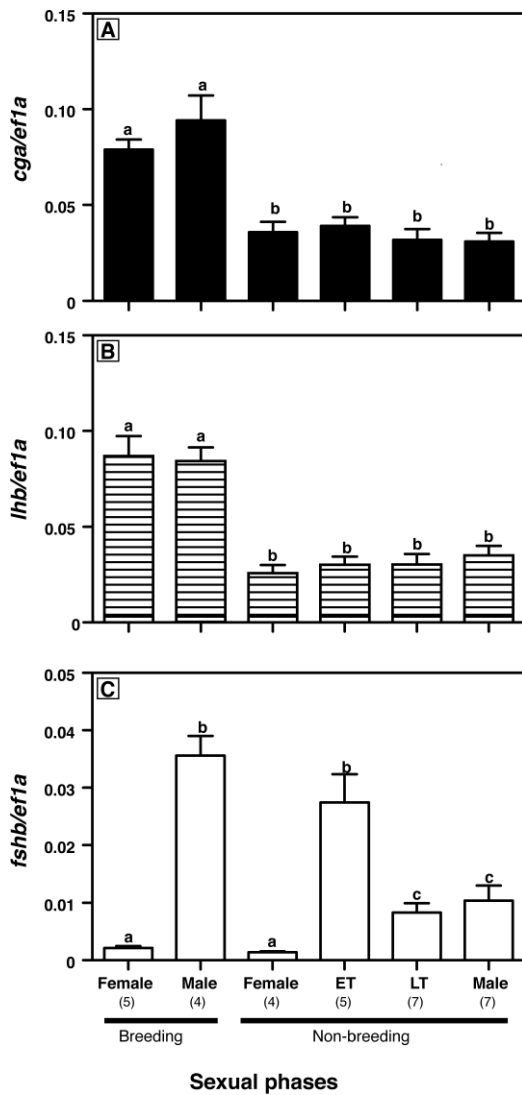 A
cga/ef1a
0.15
0.10
0.05
0
a
a
b
b
b
b
B
lhb/ef1a
0.15
0.10
0.05
0
a
a
b
b
b
b
C
fshb/ef1a
0.05
0.04
0.03
0.02
0.01
0
a
b
a
b
c
c
Female Male Female ET LT Male
(5) (4) (4) (5) (7) (7)
Breeding Non-breeding
Sexual phases